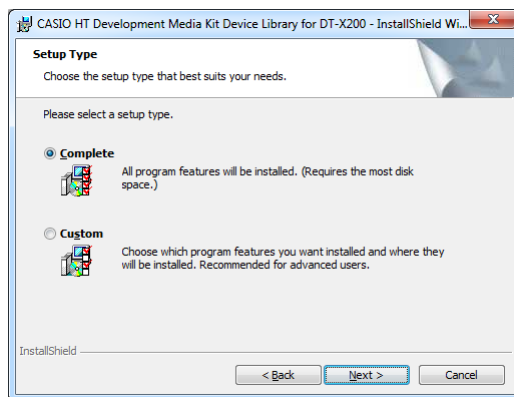 CASIO HT Development Media Kit Device Library for DT-X200 - InstallShield Wi...
Setup Type
Choose the setup type that best suits your needs.
Please select a setup type.
Complete
All program features will be installed. (Requires the most disk
space.)
Custom
Choose which program features you want installed and where they
will be installed. Recommended for advanced users.
InstallShield
< Back
Next >
Cancel